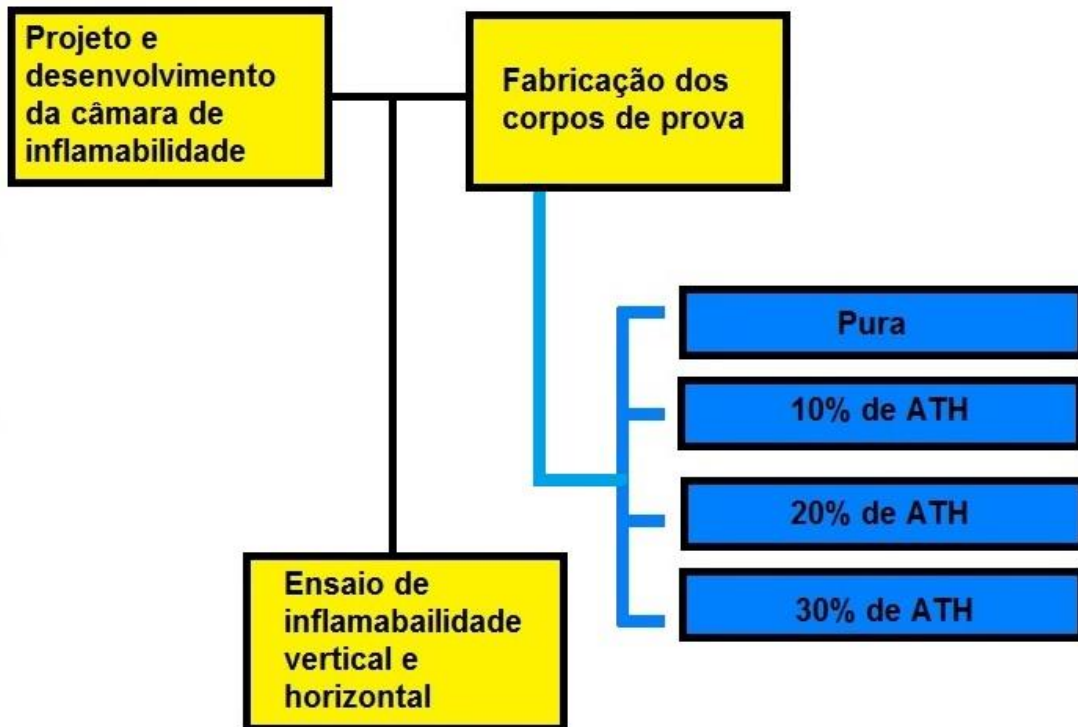 Projeto e
desenvolvimento
da câmara de
inflamabilidade
Fabricação dos
corpos de prova
Pura
10% de ATH
20% de ATH
30% de ATH
Ensaio de
inflamabailidade
vertical e
horizontal